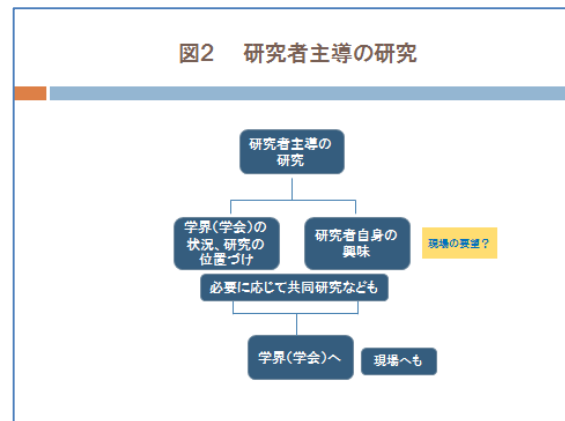 図2　研究者主導の研究
研究者主導の
研究
学界(学会)の
状況、研究の
位置づけ
研究者自身の
興味
現場の要望？
必要に応じて共同研究なども
学界(学会)へ
現場へも